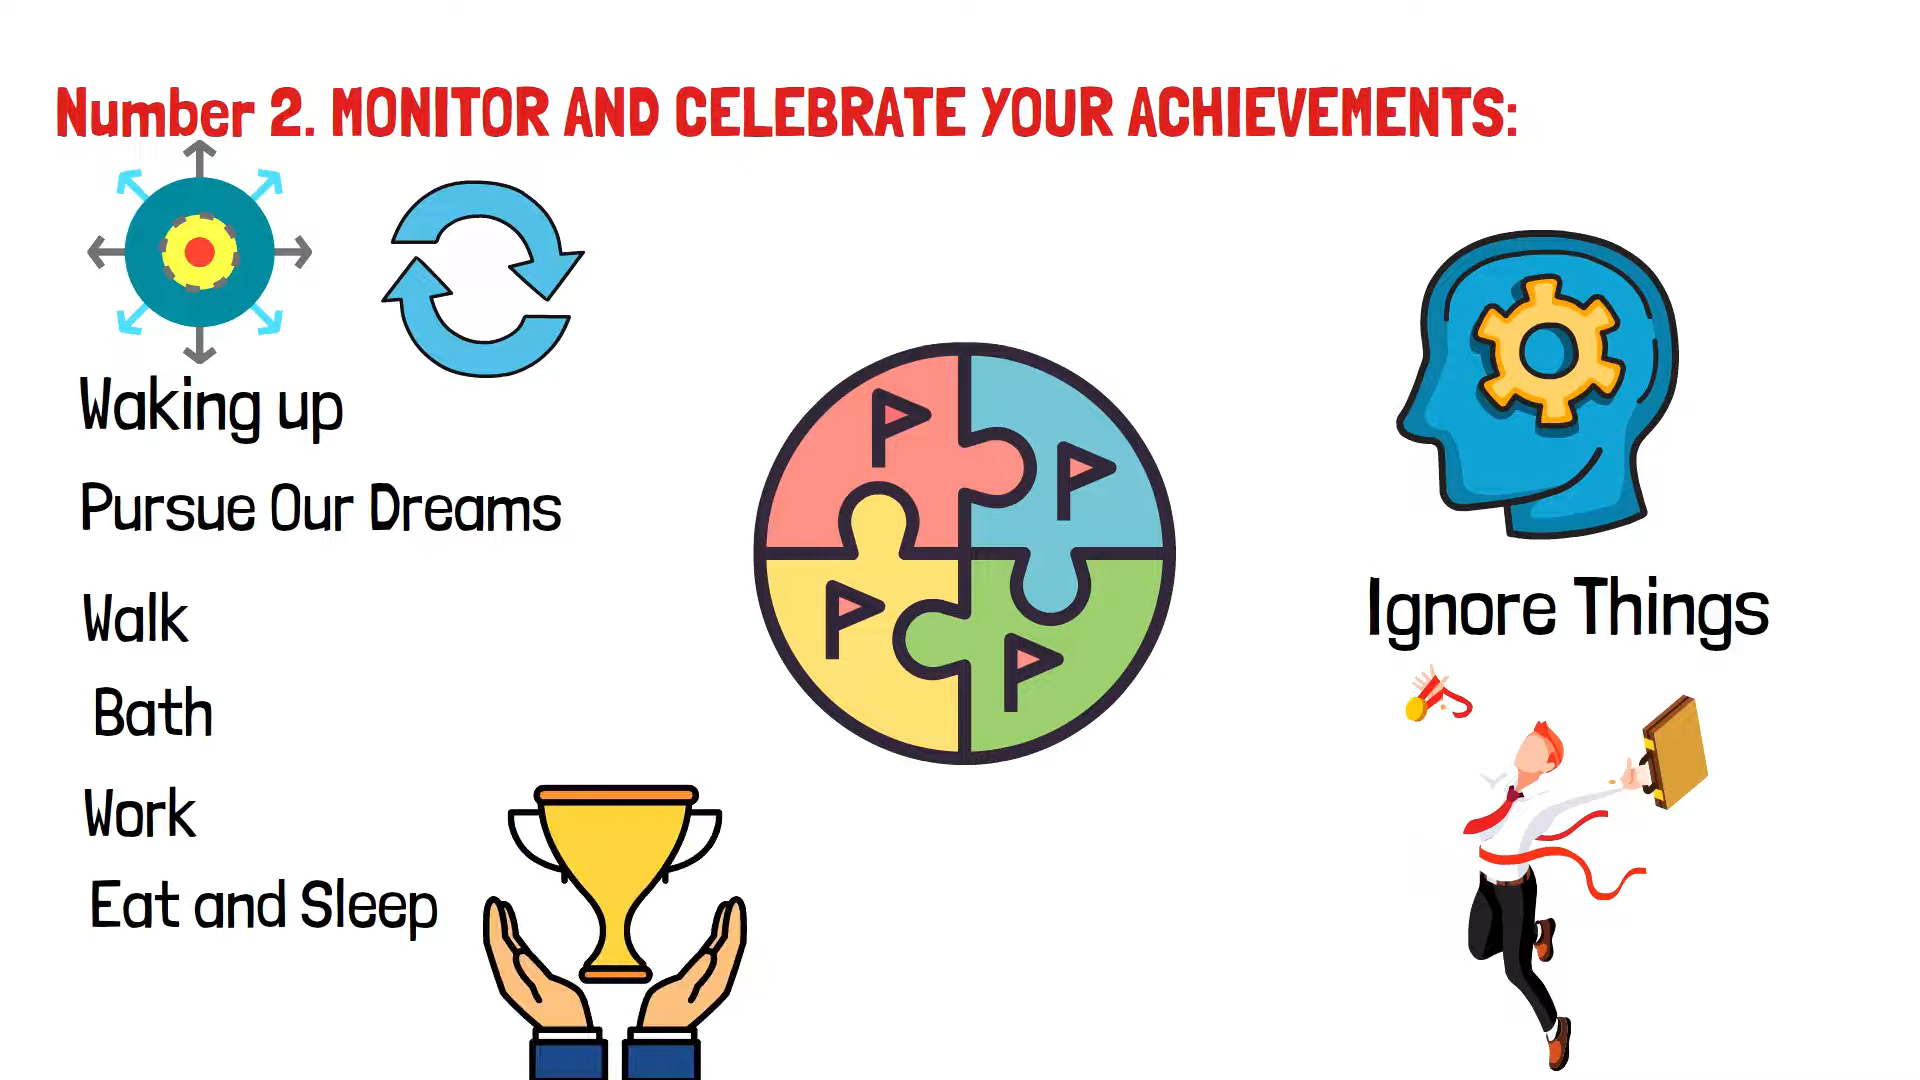 Number 2. MONITOR AND CELEBRATE YOUR ACHIEVEMENTS:
Waking up
Pursue Our Dreams
Walk
Bath
Work
Eat and Sleep
Ignore Things